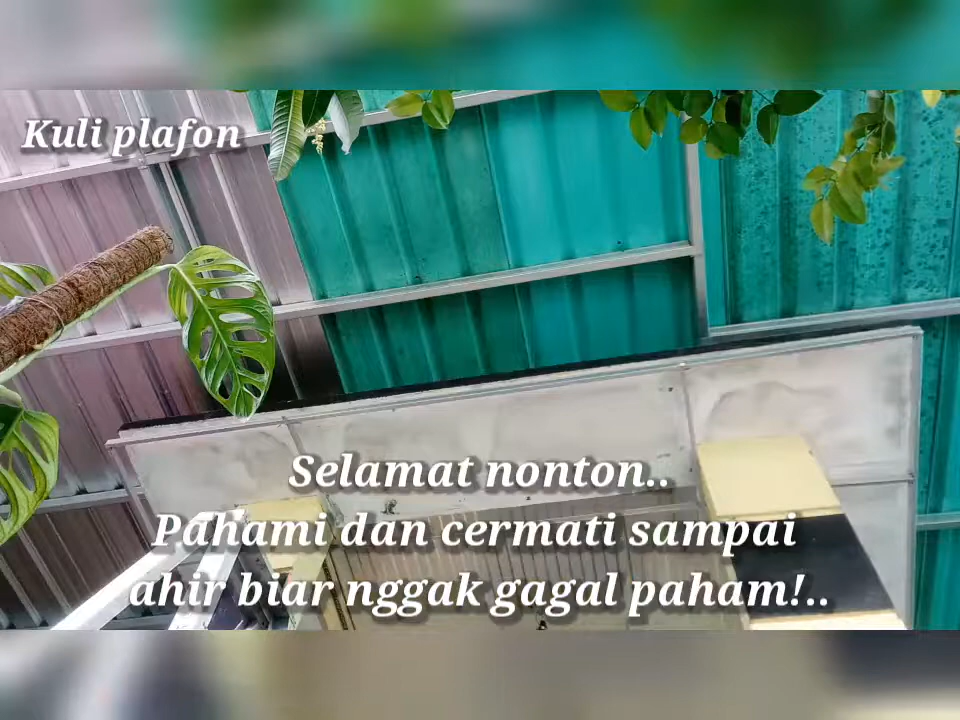 Kuli plafon
Selamat nonton..
Pahami dan cermati sampai
ahir biar nggak gagal paham!..